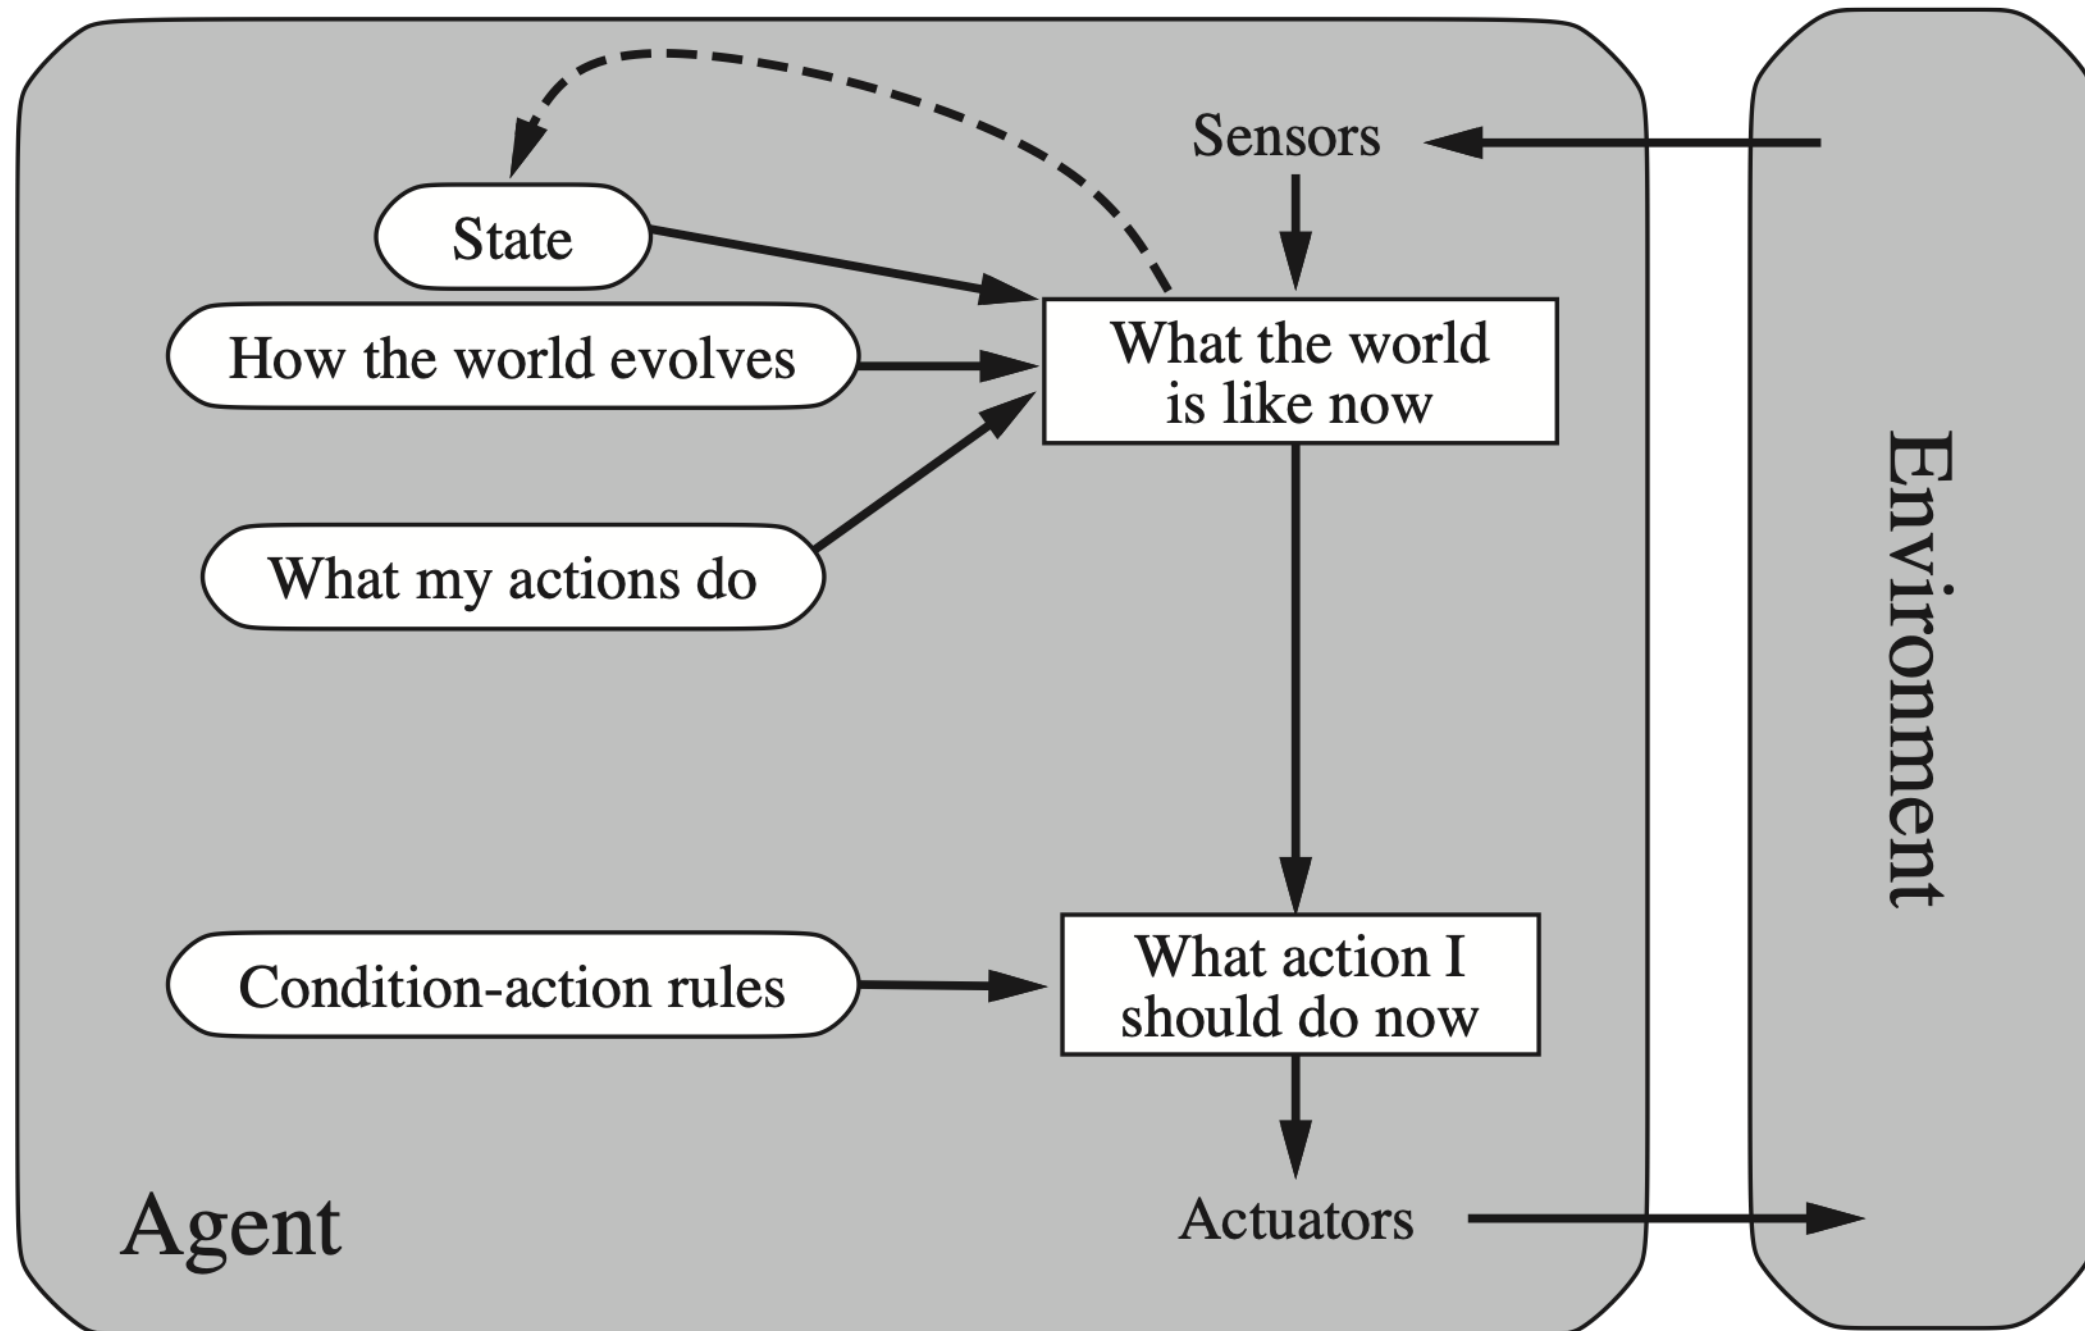 Sensors
State
How the world evolves
What the world
is like now
What my actions do
Environment
Condition-action rules
What action I
should do now
Agent
Actuators